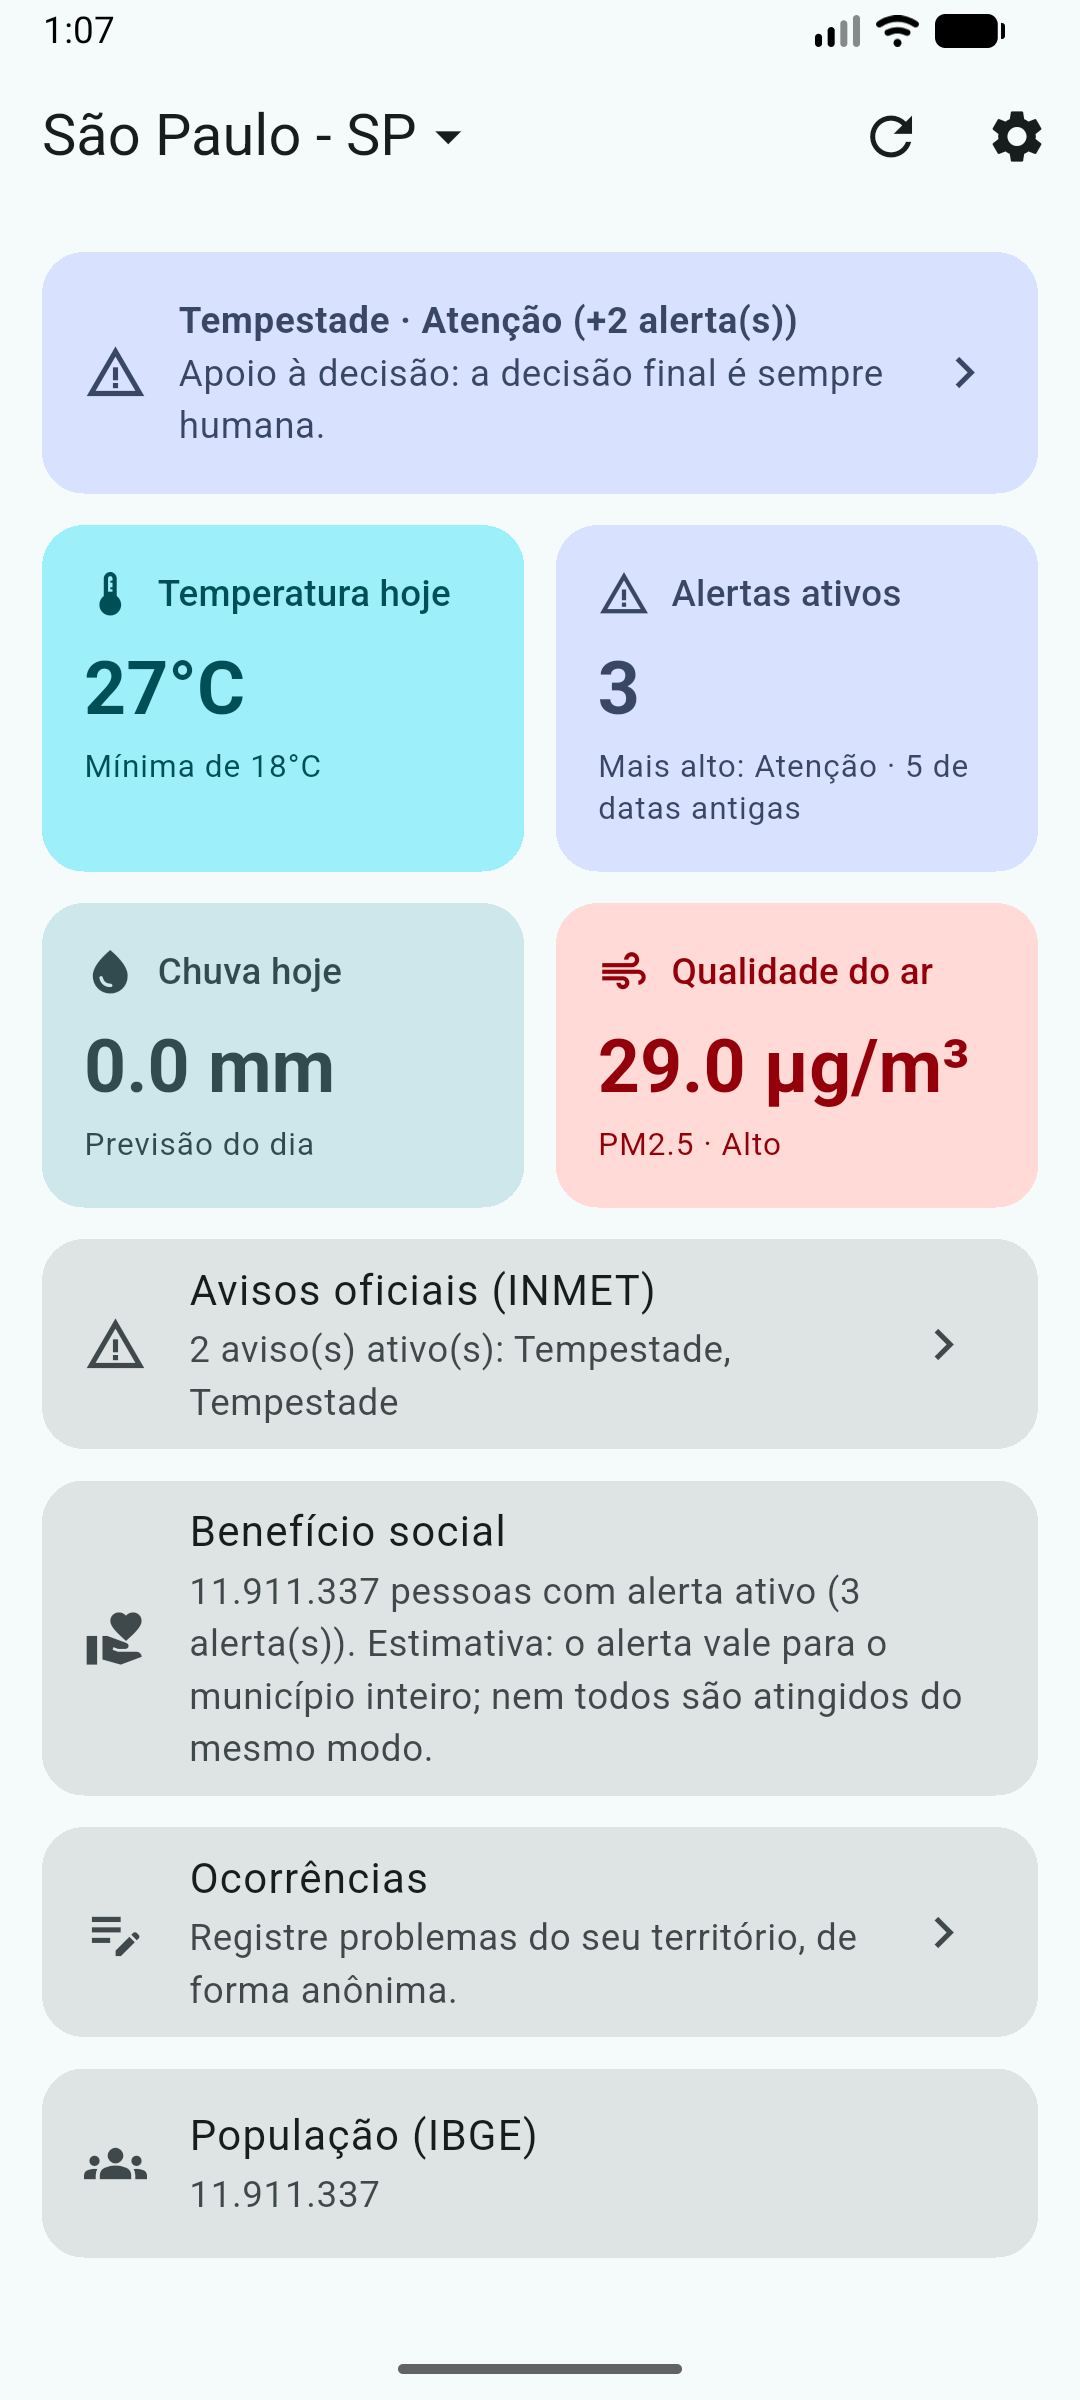 1:07
São Paulo - SP
Tempestade · Atenção (+2 alerta(s))
Apoio à decisão: a decisão final é sempre
humana.
Temperatura hoje
27°C
Mínima de 18°C
Alertas ativos
3
Mais alto: Atenção · 5 de
datas antigas
Chuva hoje
0.0 mm
Previsão do dia
Qualidade do ar
29.0 µg/m³
PM2.5 · Alto
Avisos oficiais (INMET)
2 aviso(s) ativo(s): Tempestade,
Tempestade
Benefício social
11.911.337 pessoas com alerta ativo (3
alerta(s)). Estimativa: o alerta vale para o
município inteiro; nem todos são atingidos do
mesmo modo.
Ocorrências
Registre problemas do seu território, de
forma anônima.
População (IBGE)
11.911.337